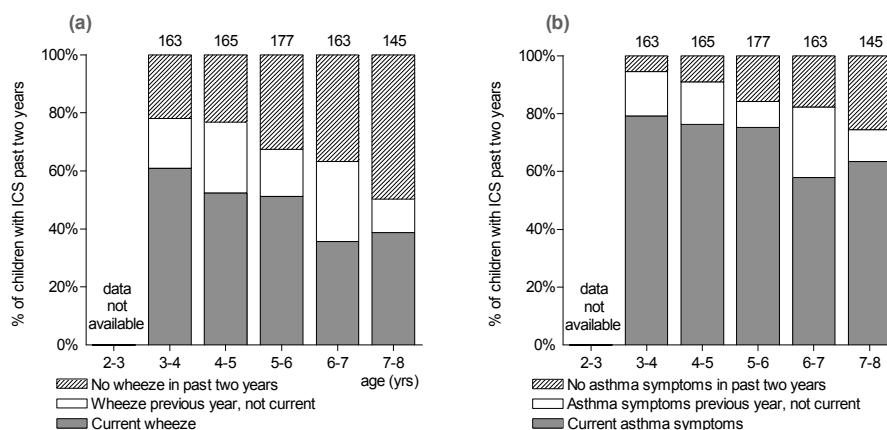 (a)
163 165 177 163 145
100%
80%
60%
40%
20%
0%
% of children with ICS past two years
data
not
available
2-3 3-4 4-5 5-6 6-7 7-8
age (yrs)
No wheeze in past two years
Wheeze previous year, not current
Current wheeze
(b)
163 165 177 163 145
100%
80%
60%
40%
20%
0%
% of children with ICS past two years
data
not
available
2-3 3-4 4-5 5-6 6-7 7-8
No asthma symptoms in past two years
Asthma symptoms previous year, not current
Current asthma symptoms